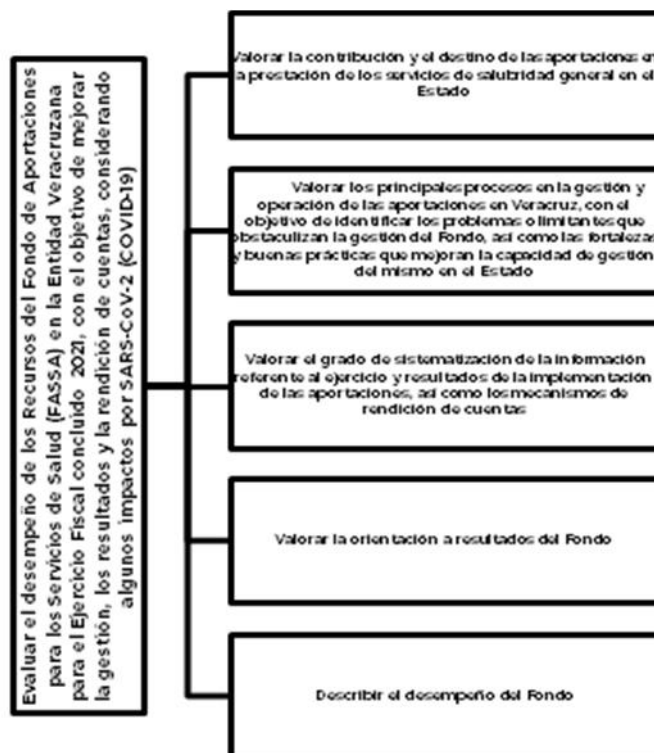 Evaluar el desempeño de los Recursos del Fondo de Aportaciones
para los Servicios de Salud (FASSA) en la Entidad Veracruzana
para el Ejercicio Fiscal concluido 2021, con el objetivo de mejorar
la gestión, los resultados y la rendición de cuentas, considerando
algunos impactos por SARS-CoV-2 (COVID-19)
Valorar la contribución y el destino de las aportaciones en
a prestación de los servicios de salubridad general en el
Estado
Valorar los principales procesos en la gestión y
operación de las aportaciones en Veracruz, con el
objetivo de identificar los problemas o limitantes que
obstaculizan la gestión del Fondo, así como las fortalezas
y buenas prácticas que mejoran la capacidad de gestión
del mismo en el Estado
Valorar el grado de sistematización de la información
referente al ejercicio y resultados de la implementación
de las aportaciones, así como los mecanismos de
rendición de cuentas
Valorar la orientación a resultados del Fondo
Describir el desempeño del Fondo